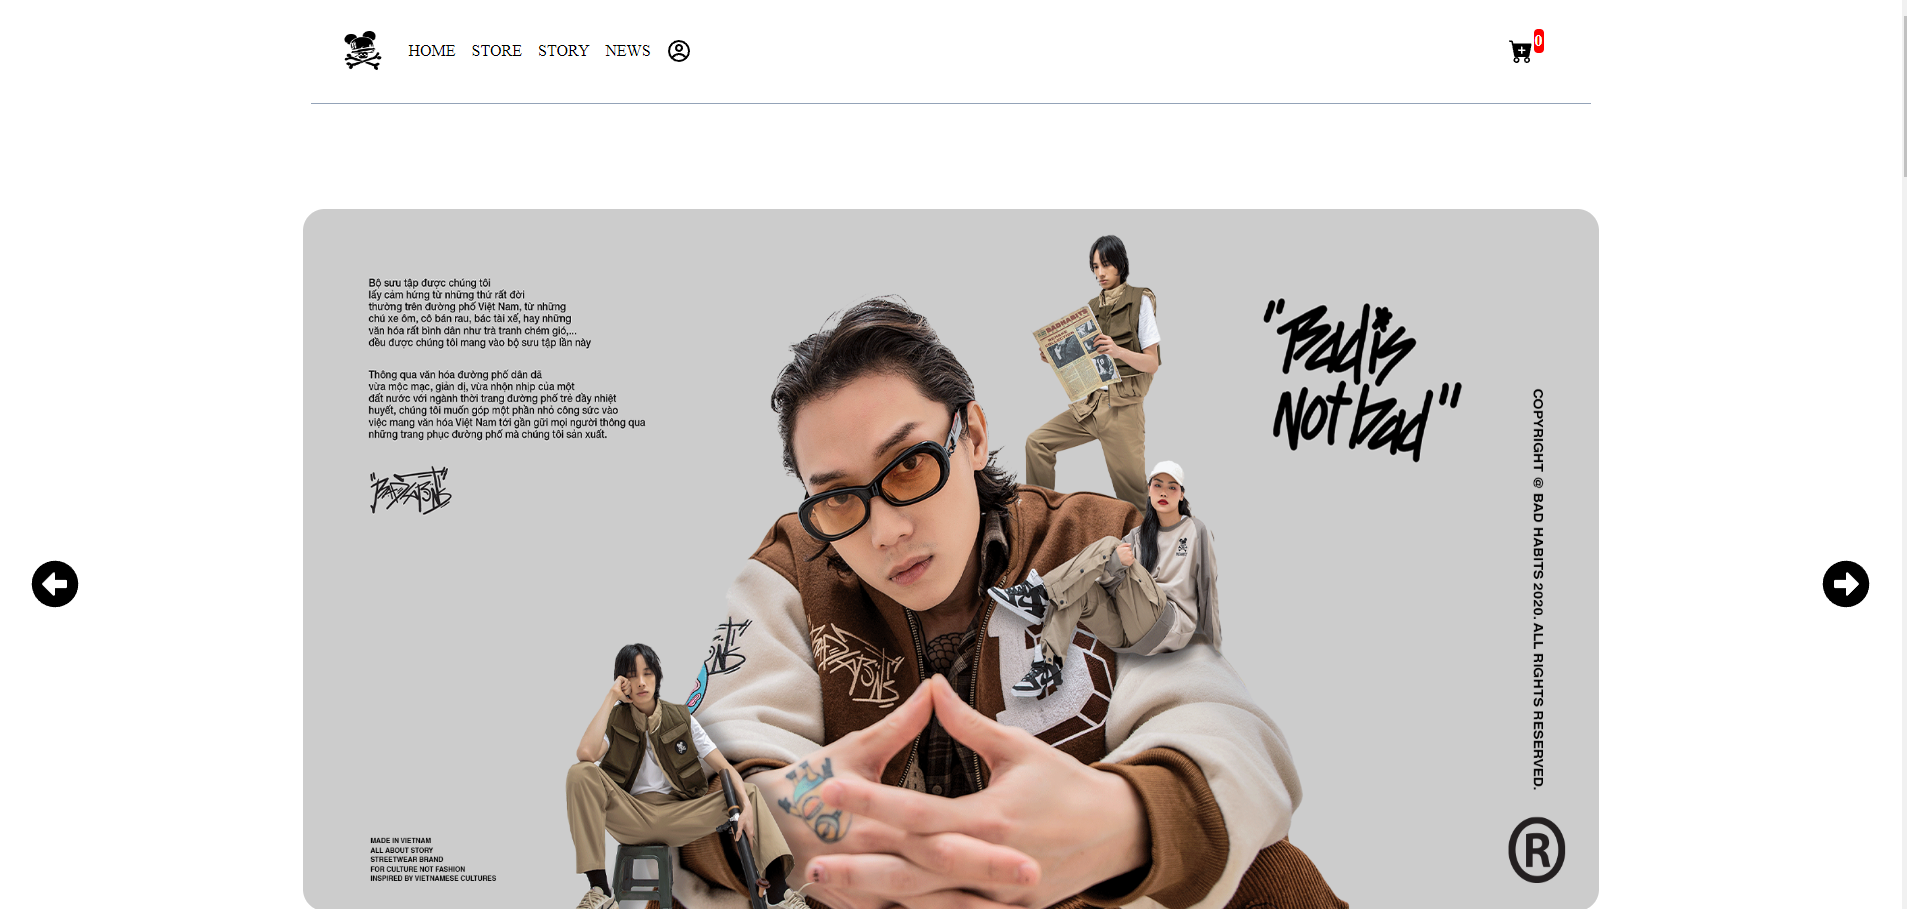 HOME STORE STORY NEWS
0
Bộ sưu tập được chúng tôi
lấy cảm hứng từ những thứ rất đời
thường trên đường phố Việt Nam, từ những
chú xe ôm, cô bán rau, bác tài xế, hay những
văn hóa rất bình dân như trà tranh chém gió,...
đều được chúng tôi mang vào bộ sưu tập lần này
Thông qua văn hóa đường phố dân dã
vừa mộc mạc, giản dị, vừa nhộn nhịp của một
đất nước với ngành thời trang đường phố trẻ đầy nhiệt
huyết, chúng tôi muốn góp một phần nhỏ công sức vào
việc mang văn hóa Việt Nam tới gần gũi mọi người thông qua
những trang phục đường phố mà chúng tôi sản xuất.
"Bad is
Not bad"
BADHABITS
COPYRIGHT @ BAD HABITS 2020. ALL RIGHTS RESERVED.
MADE IN VIETNAM
ALL ABOUT STORY
STREETWEAR BRAND
FOR CULTURE NOT FASHION
INSPIRED BY VIETNAMESE CULTURES
R